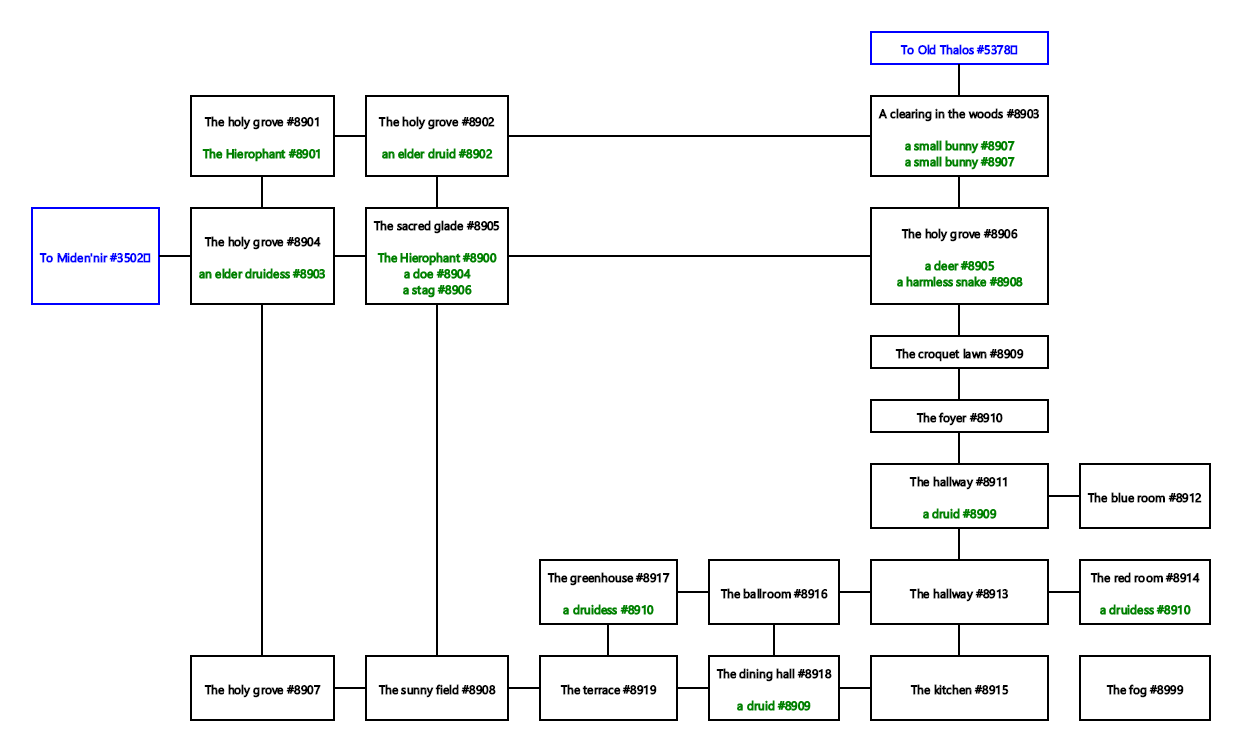 To Old Thalos #5378▯
The holy grove #8901
The Hierophant #8901
The holy grove #8902
an elder druid #8902
A clearing in the woods #8903
a small bunny #8907
a small bunny #8907
To Miden'nir #3502▯
The holy grove #8904
an elder druidess #8903
The sacred glade #8905
The Hierophant #8900
a doe #8904
a stag #8906
The holy grove #8906
a deer #8905
a harmless snake #8908
The croquet lawn #8909
The foyer #8910
The hallway #8911
a druid #8909
The blue room #8912
The greenhouse #8917
a druidess #8910
The ballroom #8916
The hallway #8913
The red room #8914
a druidess #8910
The holy grove #8907
The sunny field #8908
The terrace #8919
The dining hall #8918
a druid #8909
The kitchen #8915
The fog #8999